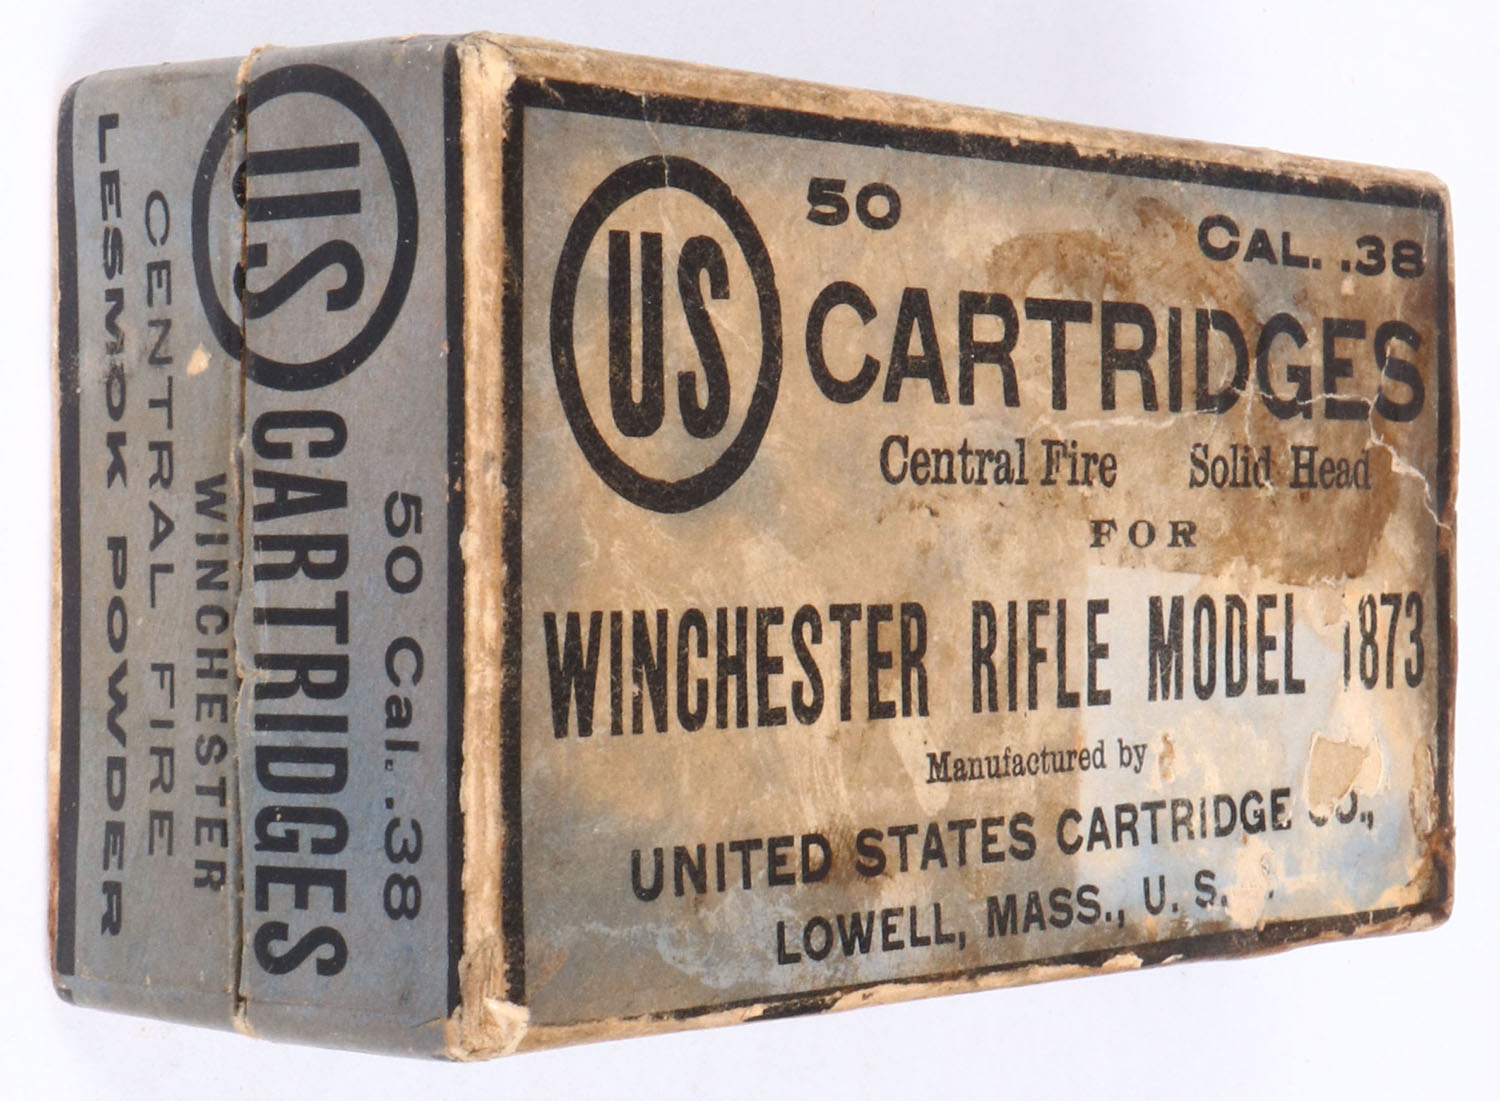 50 CAL. .38
US CARTRIDGES
Central Fire Solid Head
FOR
WINCHESTER RIFLE MODEL 1873
Manufactured by
UNITED STATES CARTRIDGE CO.,
LOWELL, MASS., U. S.
50 Cal. .38
US CARTRIDGES
WINCHESTER
CENTRAL FIRE
LESMOK POWDER